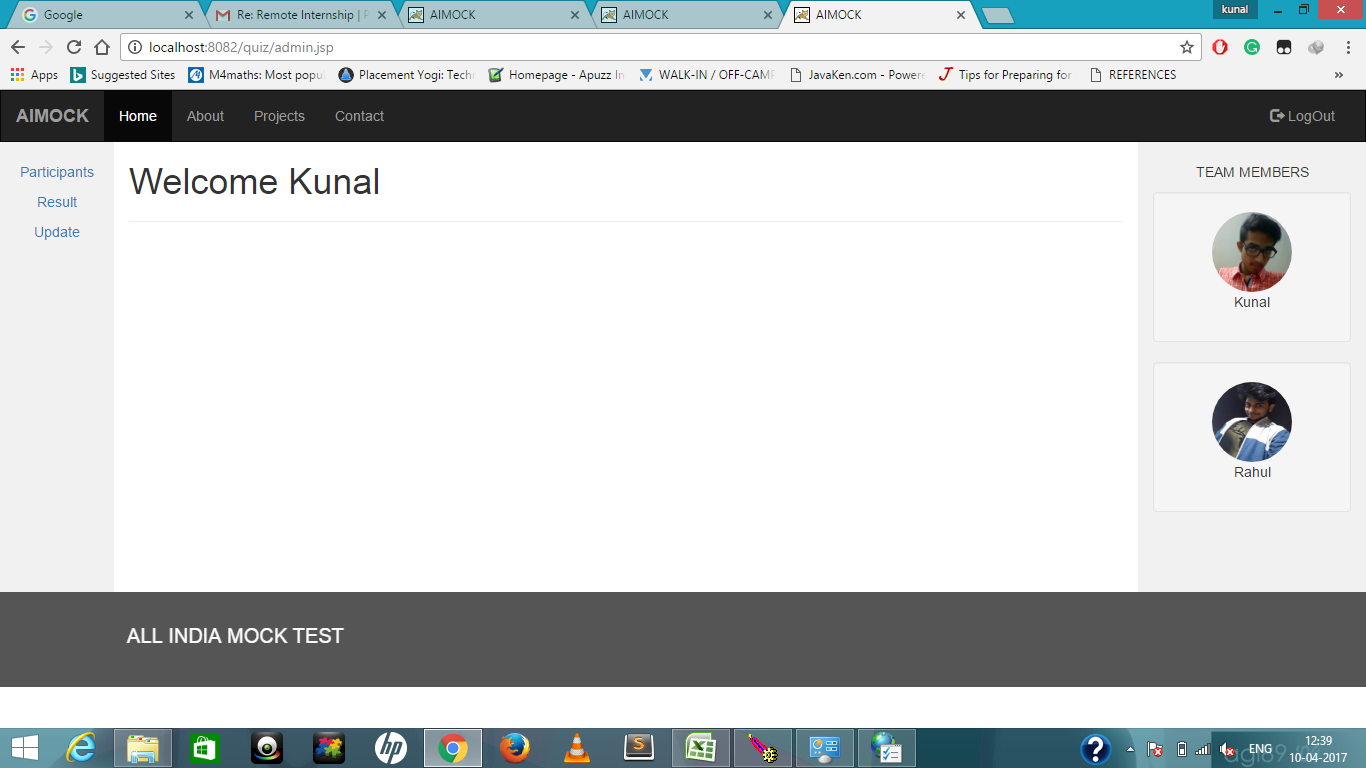 Google
Re: Remote Internship |
AIMOCK
AIMOCK
AIMOCK
kunal
localhost:8082/quiz/admin.jsp
Apps
Suggested Sites
M4maths: Most popu
Placement Yogi: Tech
Homepage - Apuzz In
WALK-IN / OFF-CAMP
JavaKen.com - Powere
Tips for Preparing for
REFERENCES
AIMOCK
Home
About
Projects
Contact
LogOut
Participants
Result
Update
Welcome Kunal
TEAM MEMBERS
Kunal
Rahul
ALL INDIA MOCK TEST
hp
ENG
12:39
10-04-2017